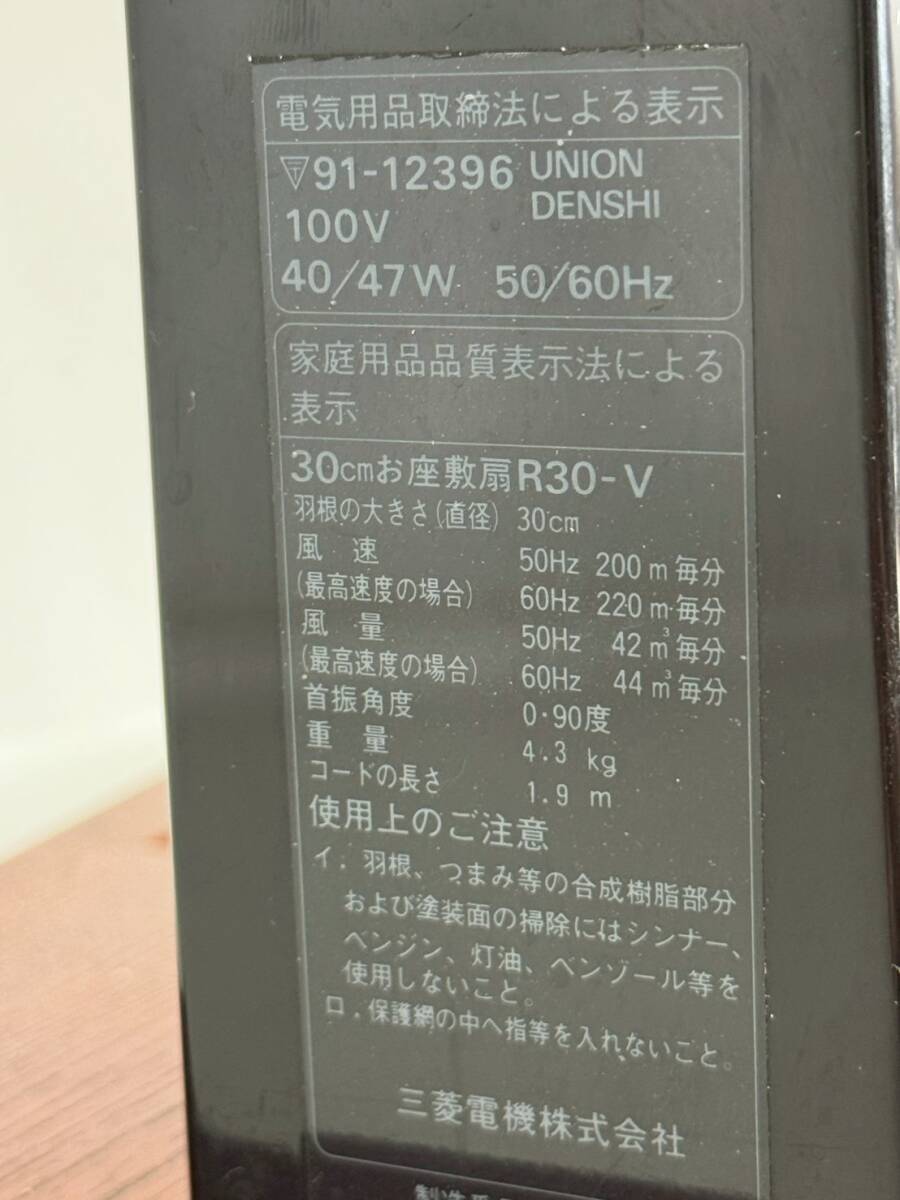 電気用品取締法による表示
91-12396 UNION
DENSHI
100V
40/47W 50/60Hz
家庭用品品質表示法による
表示
30cmお座敷扇R30-V
羽根の大きさ(直径) 30cm
風 速 50Hz 200m毎分
(最高速度の場合) 60Hz 220m毎分
風 量 50Hz 42m³毎分
(最高速度の場合) 60Hz 44m³毎分
首振角度 0・90度
重 量 4.3 kg
コードの長さ 1.9 m
使用上のご注意
イ．羽根、つまみ等の合成樹脂部分
および塗装面の掃除にはシンナー、
ベンジン、灯油、ベンゾール等を
使用しないこと。
ロ．保護網の中へ指等を入れないこと。
三菱電機株式会社